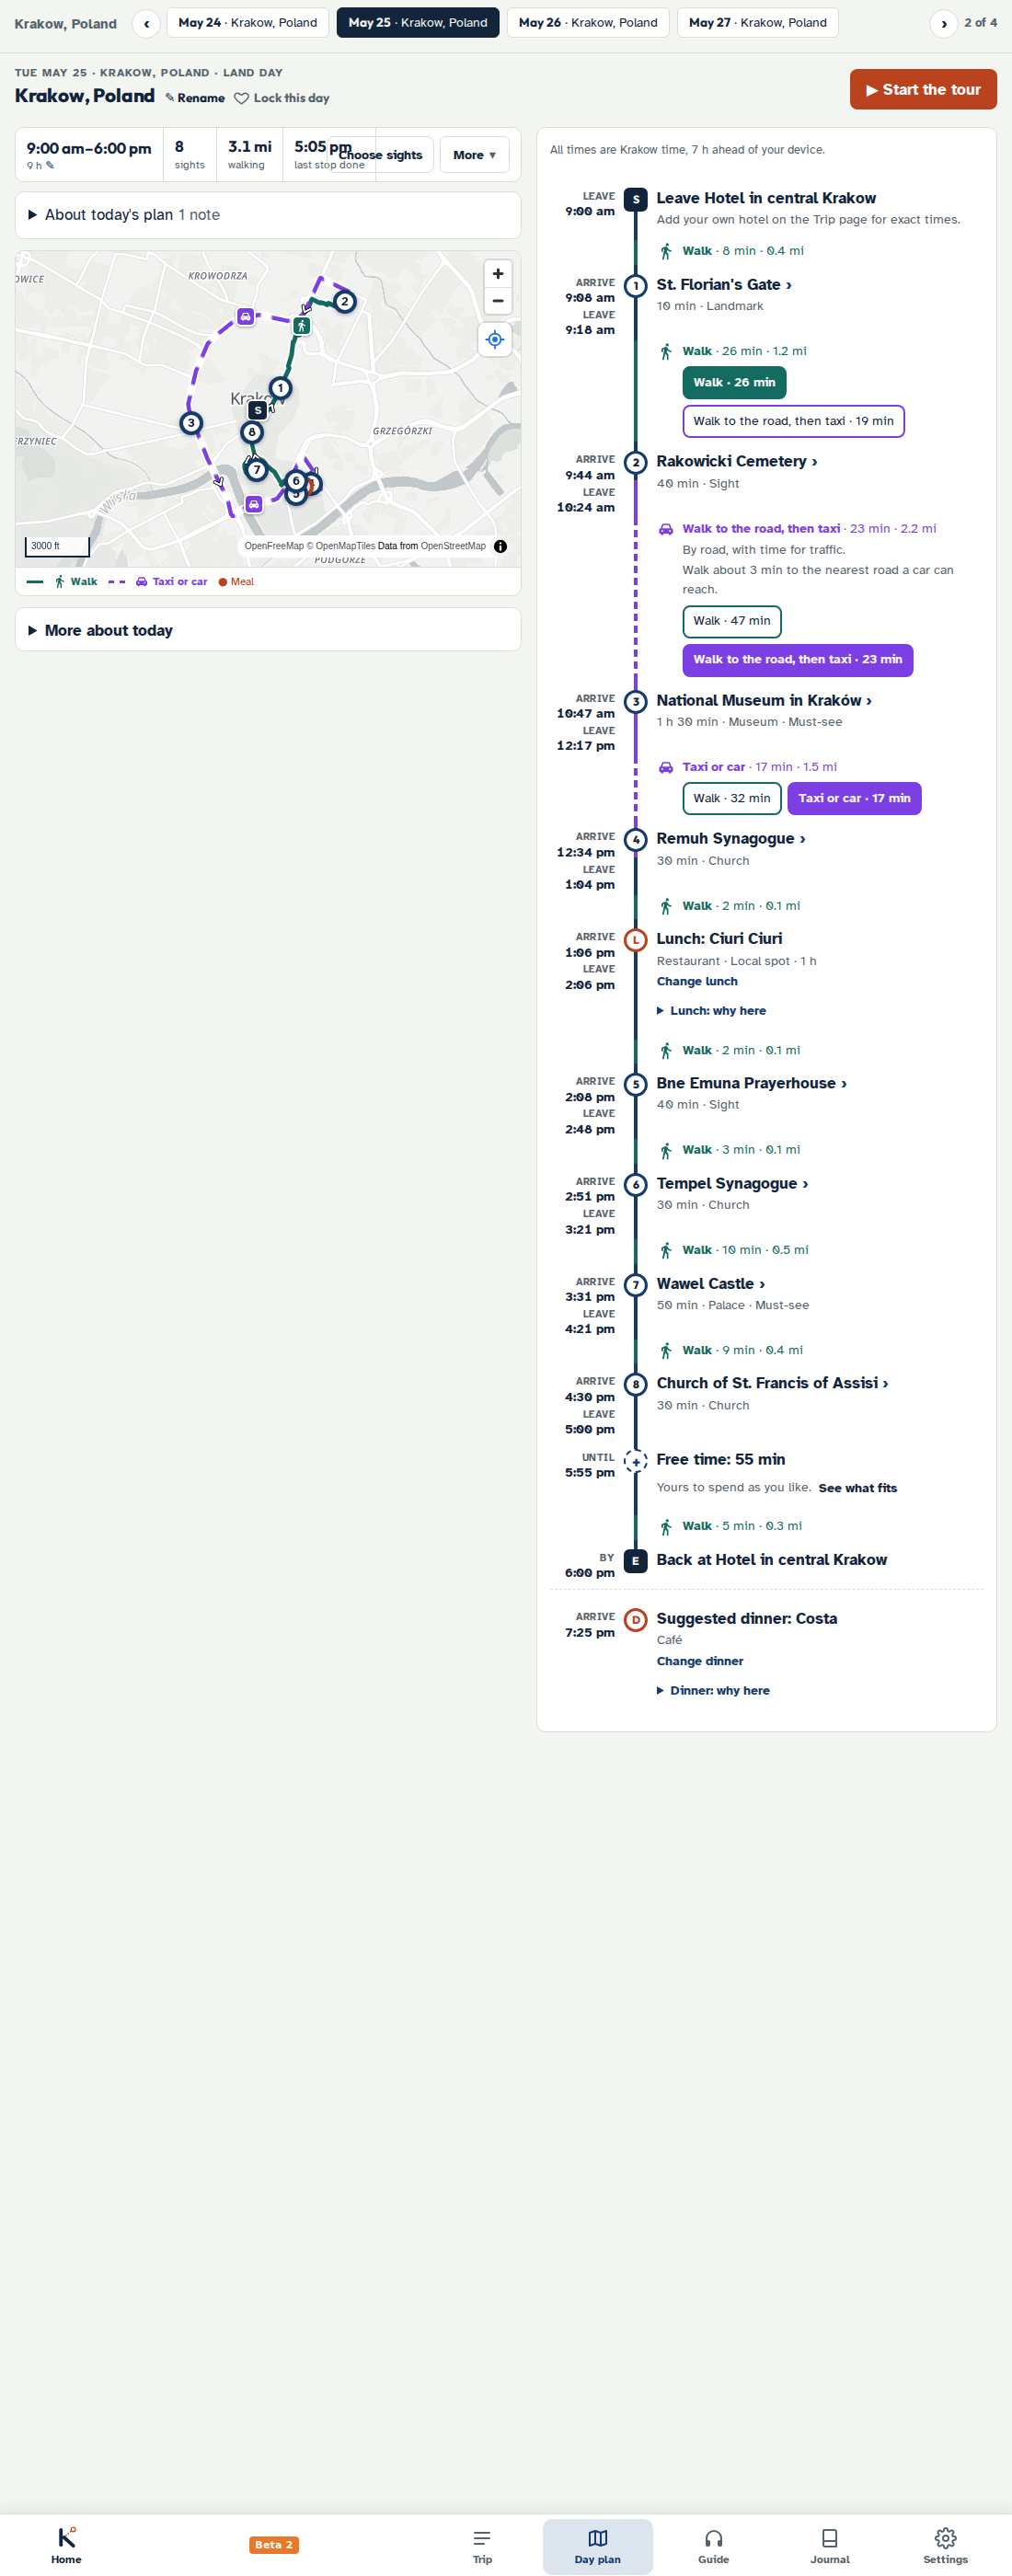 Krakow, Poland
‹
May 24 · Krakow, Poland
May 25 · Krakow, Poland
May 26 · Krakow, Poland
May 27 · Krakow, Poland
›
2 of 4
TUE MAY 25 · KRAKOW, POLAND · LAND DAY
Krakow, Poland
✎ Rename
Lock this day
▶ Start the tour
9:00 am–6:00 pm
9 h ✎
8
sights
3.1 mi
walking
5:05 pm
last stop done
Choose sights
More ▼
▶ About today's plan 1 note
OWICE
KROWODRZA
GRZEGÓRZKI
ERZYNIEC
Wisła
PODGÓRZE
2
1
S
3
8
7
6
+
−
3000 ft
OpenFreeMap © OpenMapTiles Data from OpenStreetMap
Walk
Taxi or car
Meal
▶ More about today
All times are Krakow time, 7 h ahead of your device.
LEAVE
9:00 am
S
Leave Hotel in central Krakow
Add your own hotel on the Trip page for exact times.
Walk · 8 min · 0.4 mi
ARRIVE
9:08 am
LEAVE
9:18 am
1
St. Florian's Gate ›
10 min · Landmark
Walk · 26 min · 1.2 mi
Walk · 26 min
Walk to the road, then taxi · 19 min
ARRIVE
9:44 am
LEAVE
10:24 am
2
Rakowicki Cemetery ›
40 min · Sight
Walk to the road, then taxi · 23 min · 2.2 mi
By road, with time for traffic.
Walk about 3 min to the nearest road a car can
reach.
Walk · 47 min
Walk to the road, then taxi · 23 min
ARRIVE
10:47 am
LEAVE
12:17 pm
3
National Museum in Kraków ›
1 h 30 min · Museum · Must-see
Taxi or car · 17 min · 1.5 mi
Walk · 32 min
Taxi or car · 17 min
ARRIVE
12:34 pm
LEAVE
1:04 pm
4
Remuh Synagogue ›
30 min · Church
Walk · 2 min · 0.1 mi
ARRIVE
1:06 pm
LEAVE
2:06 pm
L
Lunch: Ciuri Ciuri
Restaurant · Local spot · 1 h
Change lunch
▶ Lunch: why here
Walk · 2 min · 0.1 mi
ARRIVE
2:08 pm
LEAVE
2:48 pm
5
Bne Emuna Prayerhouse ›
40 min · Sight
Walk · 3 min · 0.1 mi
ARRIVE
2:51 pm
LEAVE
3:21 pm
6
Tempel Synagogue ›
30 min · Church
Walk · 10 min · 0.5 mi
ARRIVE
3:31 pm
LEAVE
4:21 pm
7
Wawel Castle ›
50 min · Palace · Must-see
Walk · 9 min · 0.4 mi
ARRIVE
4:30 pm
LEAVE
5:00 pm
8
Church of St. Francis of Assisi ›
30 min · Church
UNTIL
5:55 pm
+
Free time: 55 min
Yours to spend as you like. See what fits
Walk · 5 min · 0.3 mi
BY
6:00 pm
E
Back at Hotel in central Krakow
ARRIVE
7:25 pm
D
Suggested dinner: Costa
Café
Change dinner
▶ Dinner: why here
Home
Beta 2
Trip
Day plan
Guide
Journal
Settings